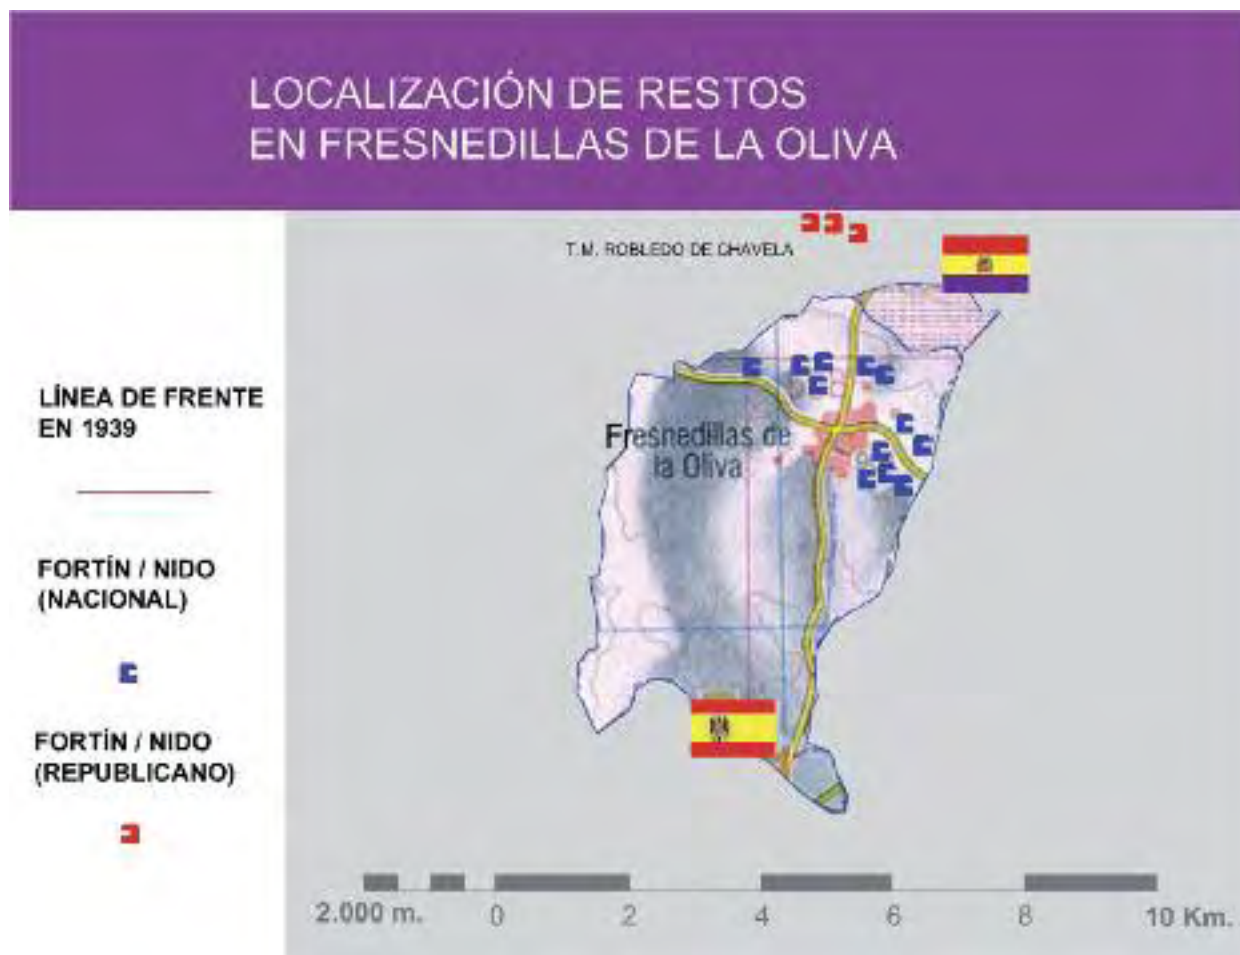 LOCALIZACIÓN DE RESTOS
EN FRESNEDILLAS DE LA OLIVA
T.M. ROBLEDO DE CHAVELA
LÍNEA DE FRENTE
EN 1939
Fresnedillas de
la Oliva
FORTÍN / NIDO
(NACIONAL)
FORTÍN / NIDO
(REPUBLICANO)
2.000 m. 0 2 4 6 8 10 Km.